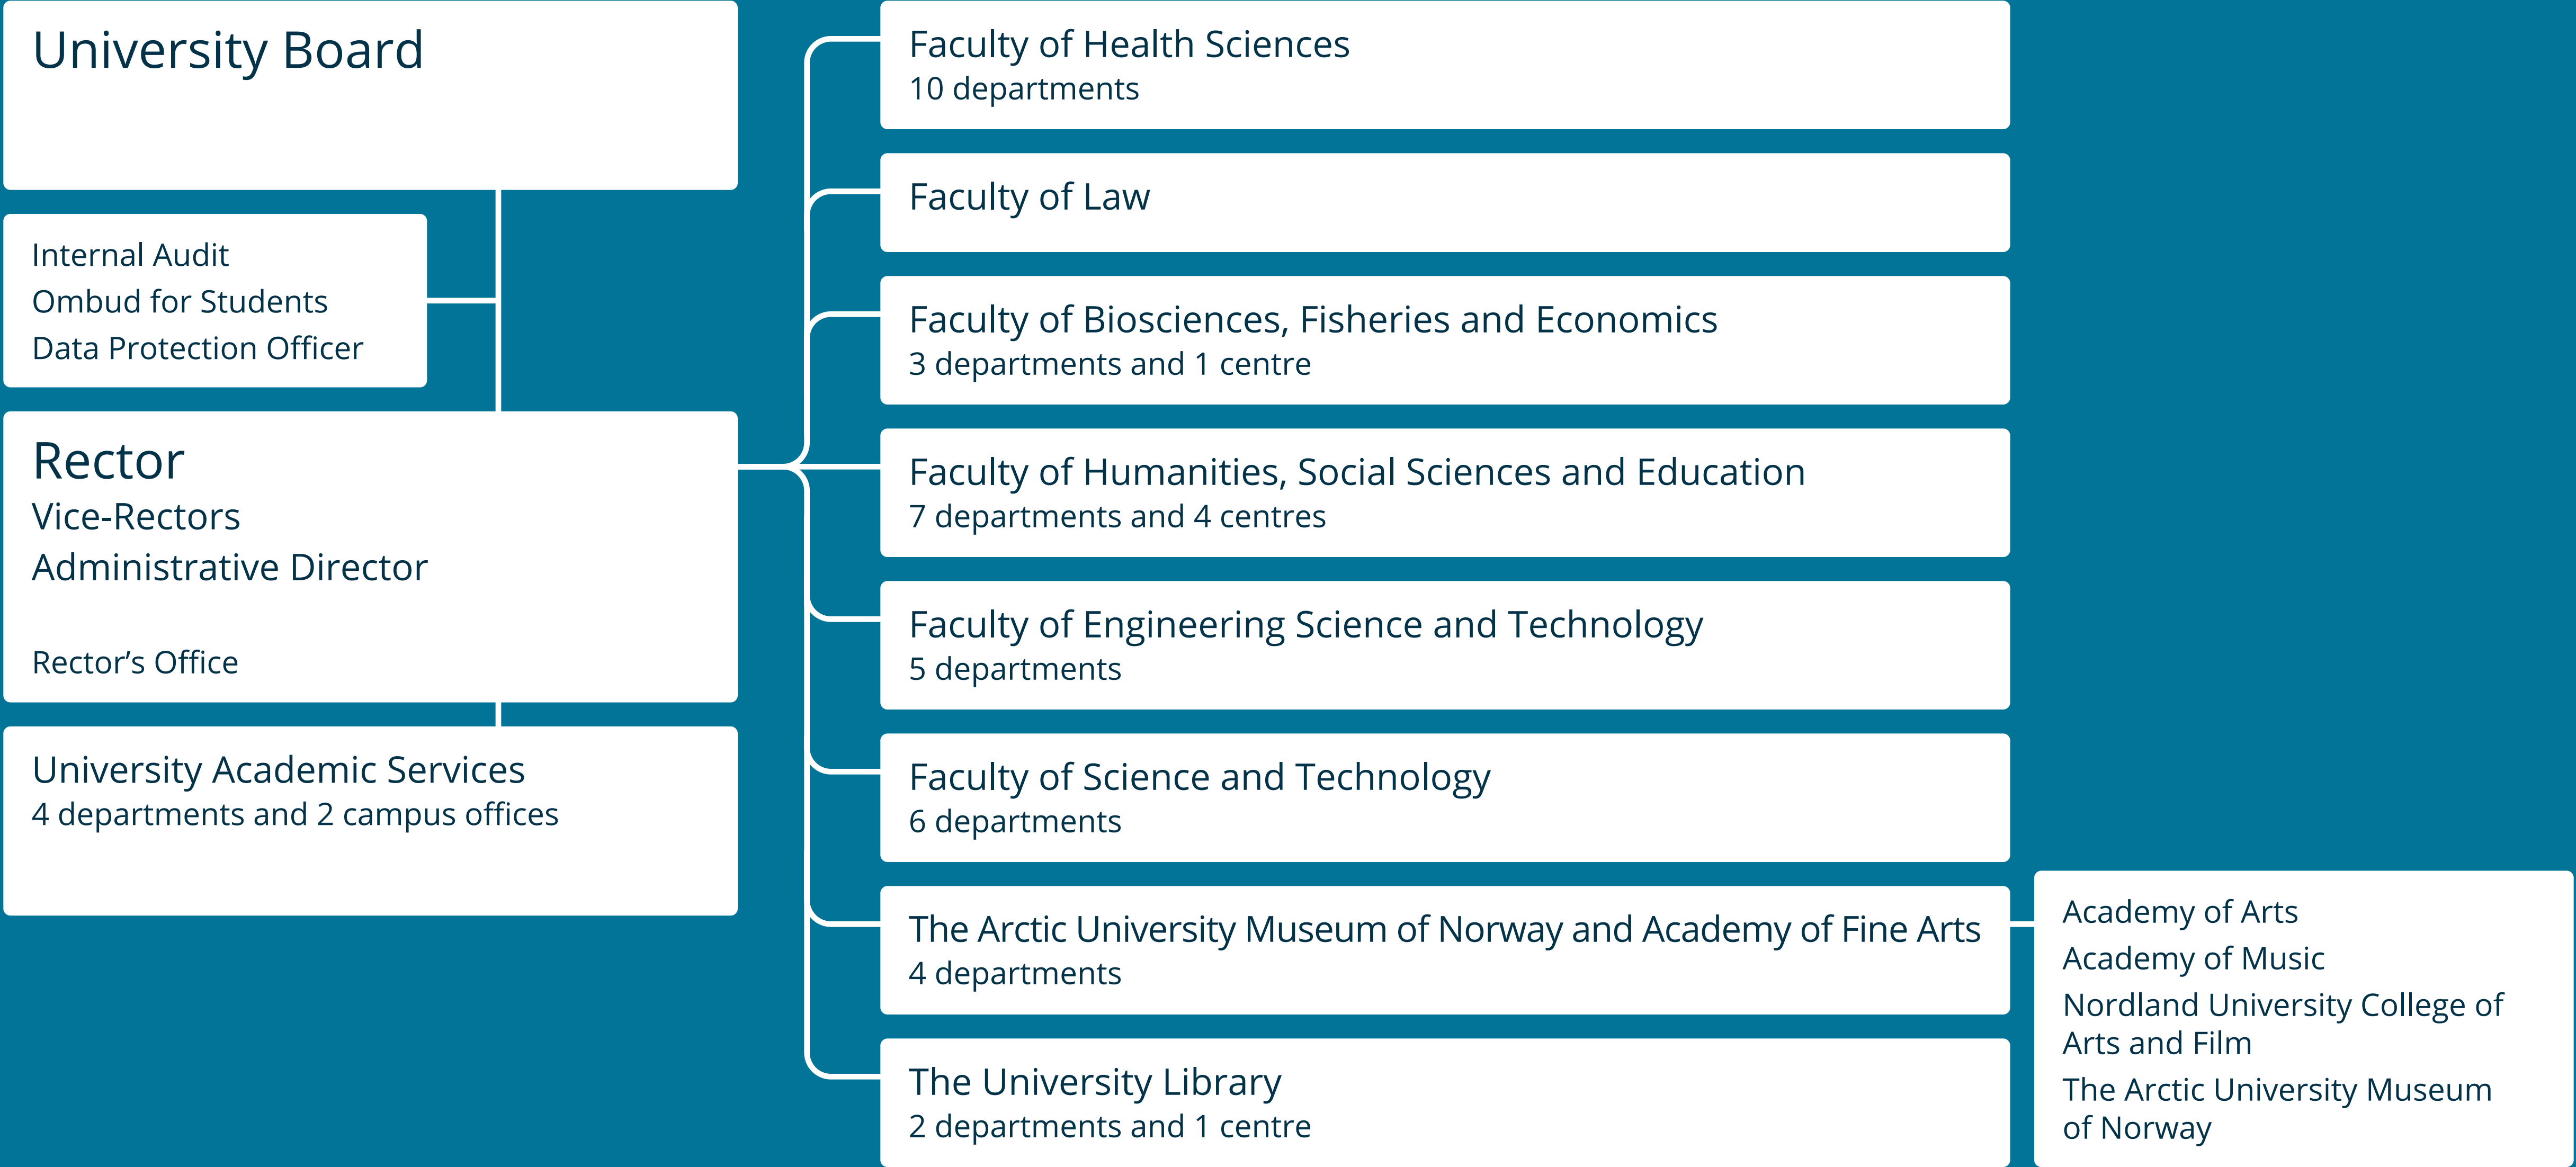 University Board
Internal Audit
Ombud for Students
Data Protection Officer
Rector
Vice-Rectors
Administrative Director
Rector’s Office
University Academic Services
4 departments and 2 campus offices
Faculty of Health Sciences
10 departments
Faculty of Law
Faculty of Biosciences, Fisheries and Economics
3 departments and 1 centre
Faculty of Humanities, Social Sciences and Education
7 departments and 4 centres
Faculty of Engineering Science and Technology
5 departments
Faculty of Science and Technology
6 departments
The Arctic University Museum of Norway and Academy of Fine Arts
4 departments
The University Library
2 departments and 1 centre
Academy of Arts
Academy of Music
Nordland University College of
Arts and Film
The Arctic University Museum
of Norway